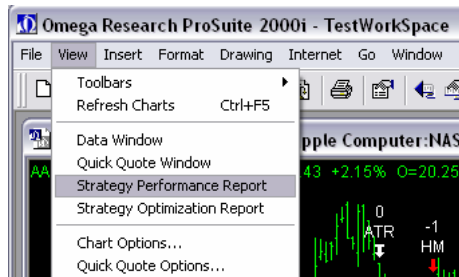 Omega Research ProSuite 2000i - TestWorkSpace
File View Insert Format Drawing Internet Go Window
Toolbars
Refresh Charts Ctrl+F5
Data Window
Quick Quote Window
Strategy Performance Report
Strategy Optimization Report
Chart Options...
Quick Quote Options...
pple Computer:NAS
AA
43 +2.15% O=20.25
0
ATR
-1
HM